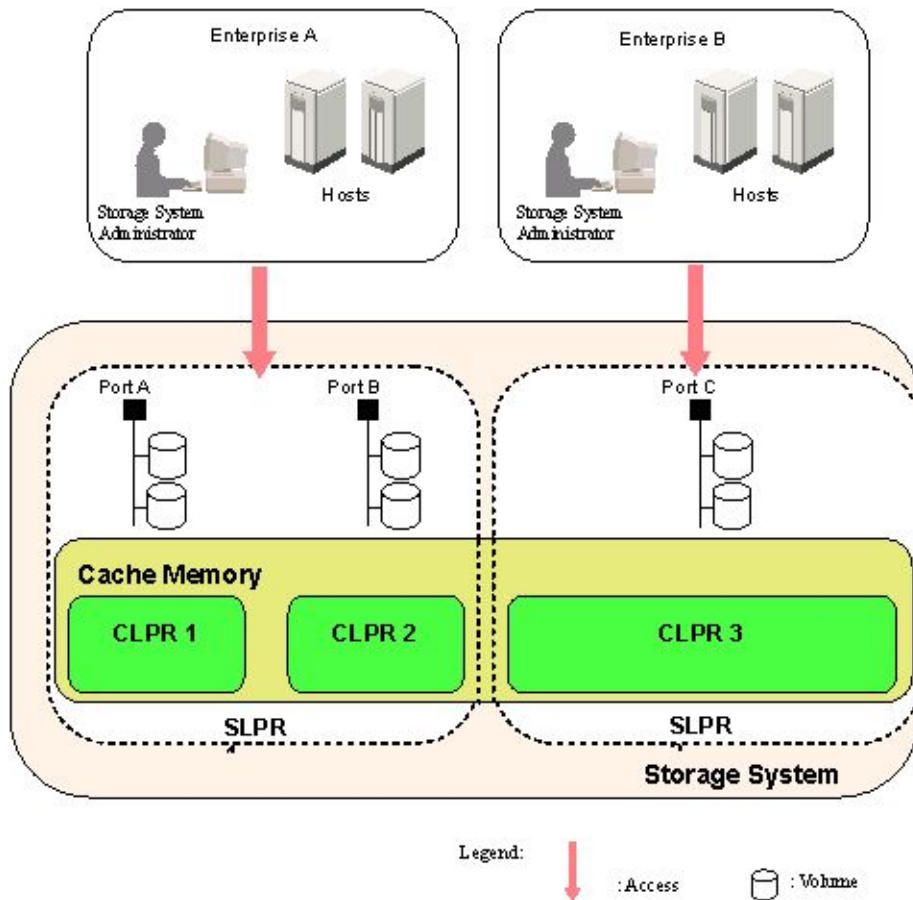 Enterprise A
Hosts
Storage System
Administrator
Enterprise B
Hosts
Storage System
Administrator
Port A
Port B
Port C
Cache Memory
CLPR 1
CLPR 2
CLPR 3
SLPR
SLPR
Storage System
Legend:
: Access
: Volume